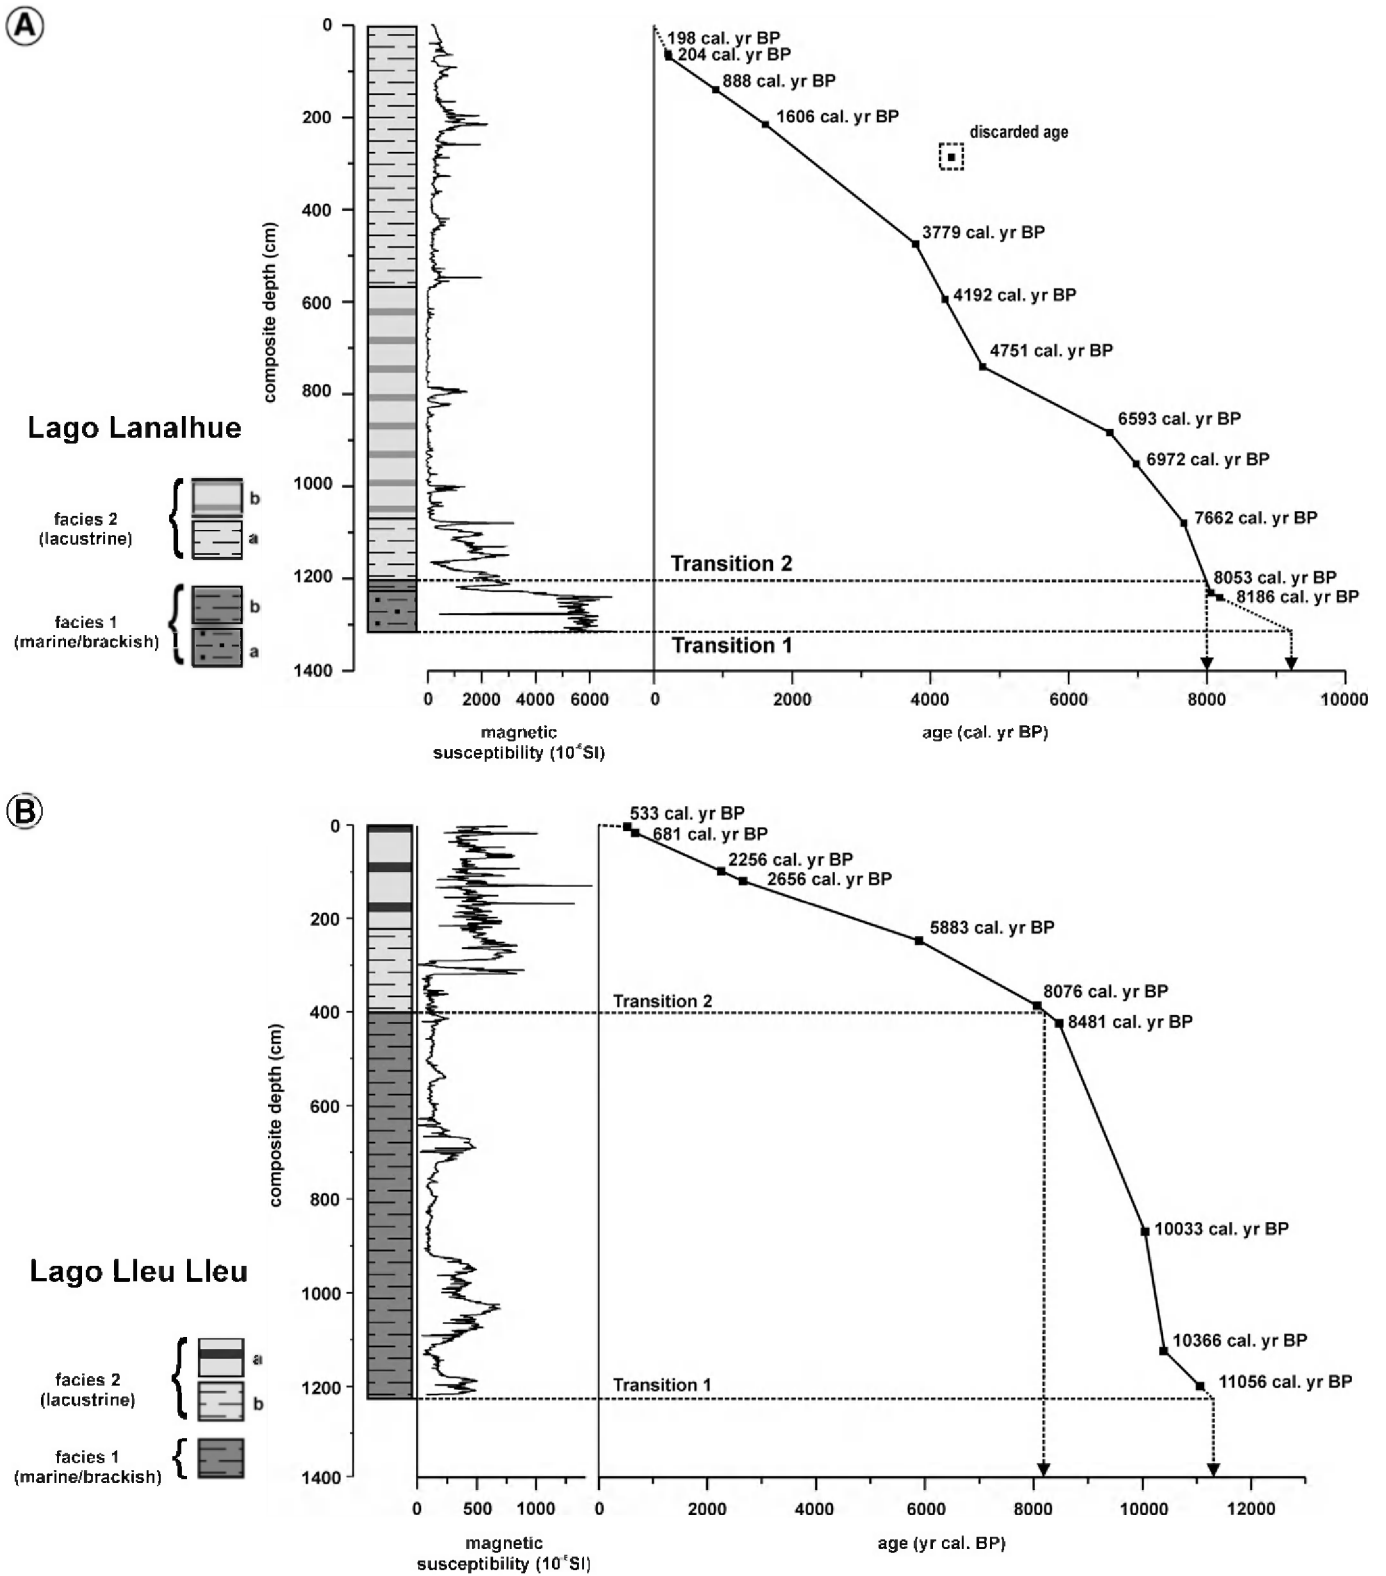 A
0
200
400
600
800
1000
1200
1400
composite depth (cm)
198 cal. yr BP
204 cal. yr BP
888 cal. yr BP
1606 cal. yr BP
discarded age
3779 cal. yr BP
4192 cal. yr BP
4751 cal. yr BP
6593 cal. yr BP
6972 cal. yr BP
7662 cal. yr BP
8053 cal. yr BP
8186 cal. yr BP
Transition 2
Transition 1
Lago Lanalhue
facies 2
(lacustrine)
b
a
facies 1
(marine/brackish)
b
a
0 2000 4000 6000
magnetic
susceptibility (10⁻⁶SI)
0 2000 4000 6000 8000 10000
age (cal. yr BP)
B
0
200
400
600
800
1000
1200
1400
composite depth (cm)
533 cal. yr BP
681 cal. yr BP
2256 cal. yr BP
2656 cal. yr BP
5883 cal. yr BP
8076 cal. yr BP
8481 cal. yr BP
10033 cal. yr BP
10366 cal. yr BP
11056 cal. yr BP
Transition 2
Transition 1
Lago Lleu Lleu
facies 2
(lacustrine)
a
b
facies 1
(marine/brackish)
0 500 1000
magnetic
susceptibility (10⁻⁶SI)
0 2000 4000 6000 8000 10000 12000
age (yr cal. BP)